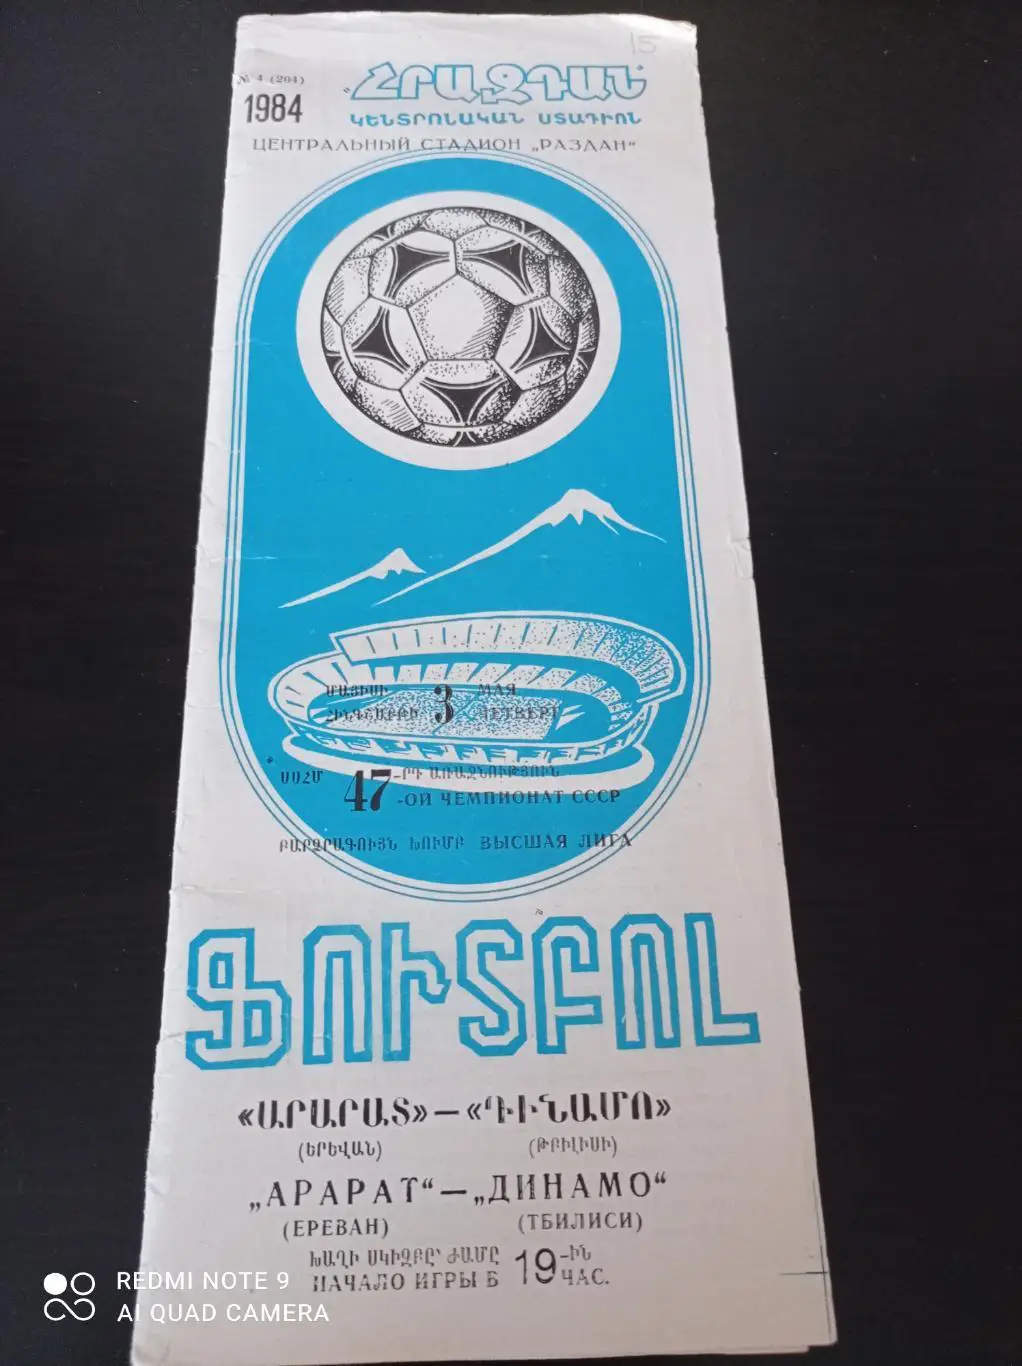 15
№ 4 (204)
1984
„ՀՐԱԶԴԱՆ“
ԿԵՆՏՐՈՆԱԿԱՆ ՍՏԱԴԻՈՆ
ЦЕНТРАЛЬНЫЙ СТАДИОН „РАЗДАН“
ՄԱՅԻՍԻ 3 МАЯ
ՀԻՆԳՇԱԲԹԻ ЧЕТВЕРГ
ՍՍՀՄ 47 -ՐԴ ԱՌԱՋՆՈՒԹՅՈՒՆ
-ОЙ ЧЕМПИОНАТ СССР
ԲԱՐՁՐԱԳՈՒՅՆ ԽՈՒՄԲ ВЫСШАЯ ЛИГА
ՖՈՒՏԲՈԼ
«ԱՐԱՐԱՏ» — «ԴԻՆԱՄՈ»
(ԵՐԵՎԱՆ) (ԹԲԻԼԻՍԻ)
„АРАРАТ“ — „ДИНАМО“
(ЕРЕВАН) (ТБИЛИСИ)
ԽԱՂԻ ՍԿԻԶԲԸ՝ ԺԱՄԸ 19 -ԻՆ
НАЧАЛО ИГРЫ В ЧАС.
REDMI NOTE 9
AI QUAD CAMERA